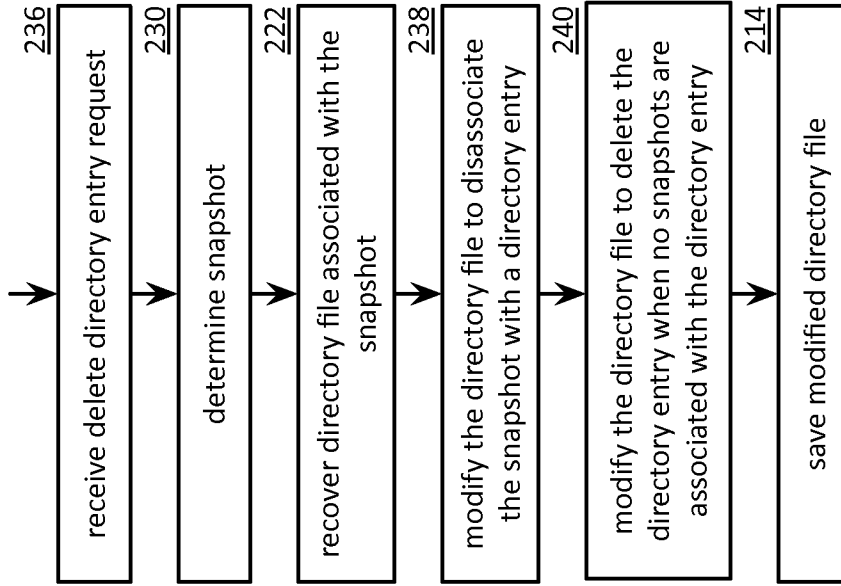 236
receive delete directory entry request
230
determine snapshot
222
recover directory file associated with the
snapshot
238
modify the directory file to disassociate
the snapshot with a directory entry
240
modify the directory file to delete the
directory entry when no snapshots are
associated with the directory entry
214
save modified directory file